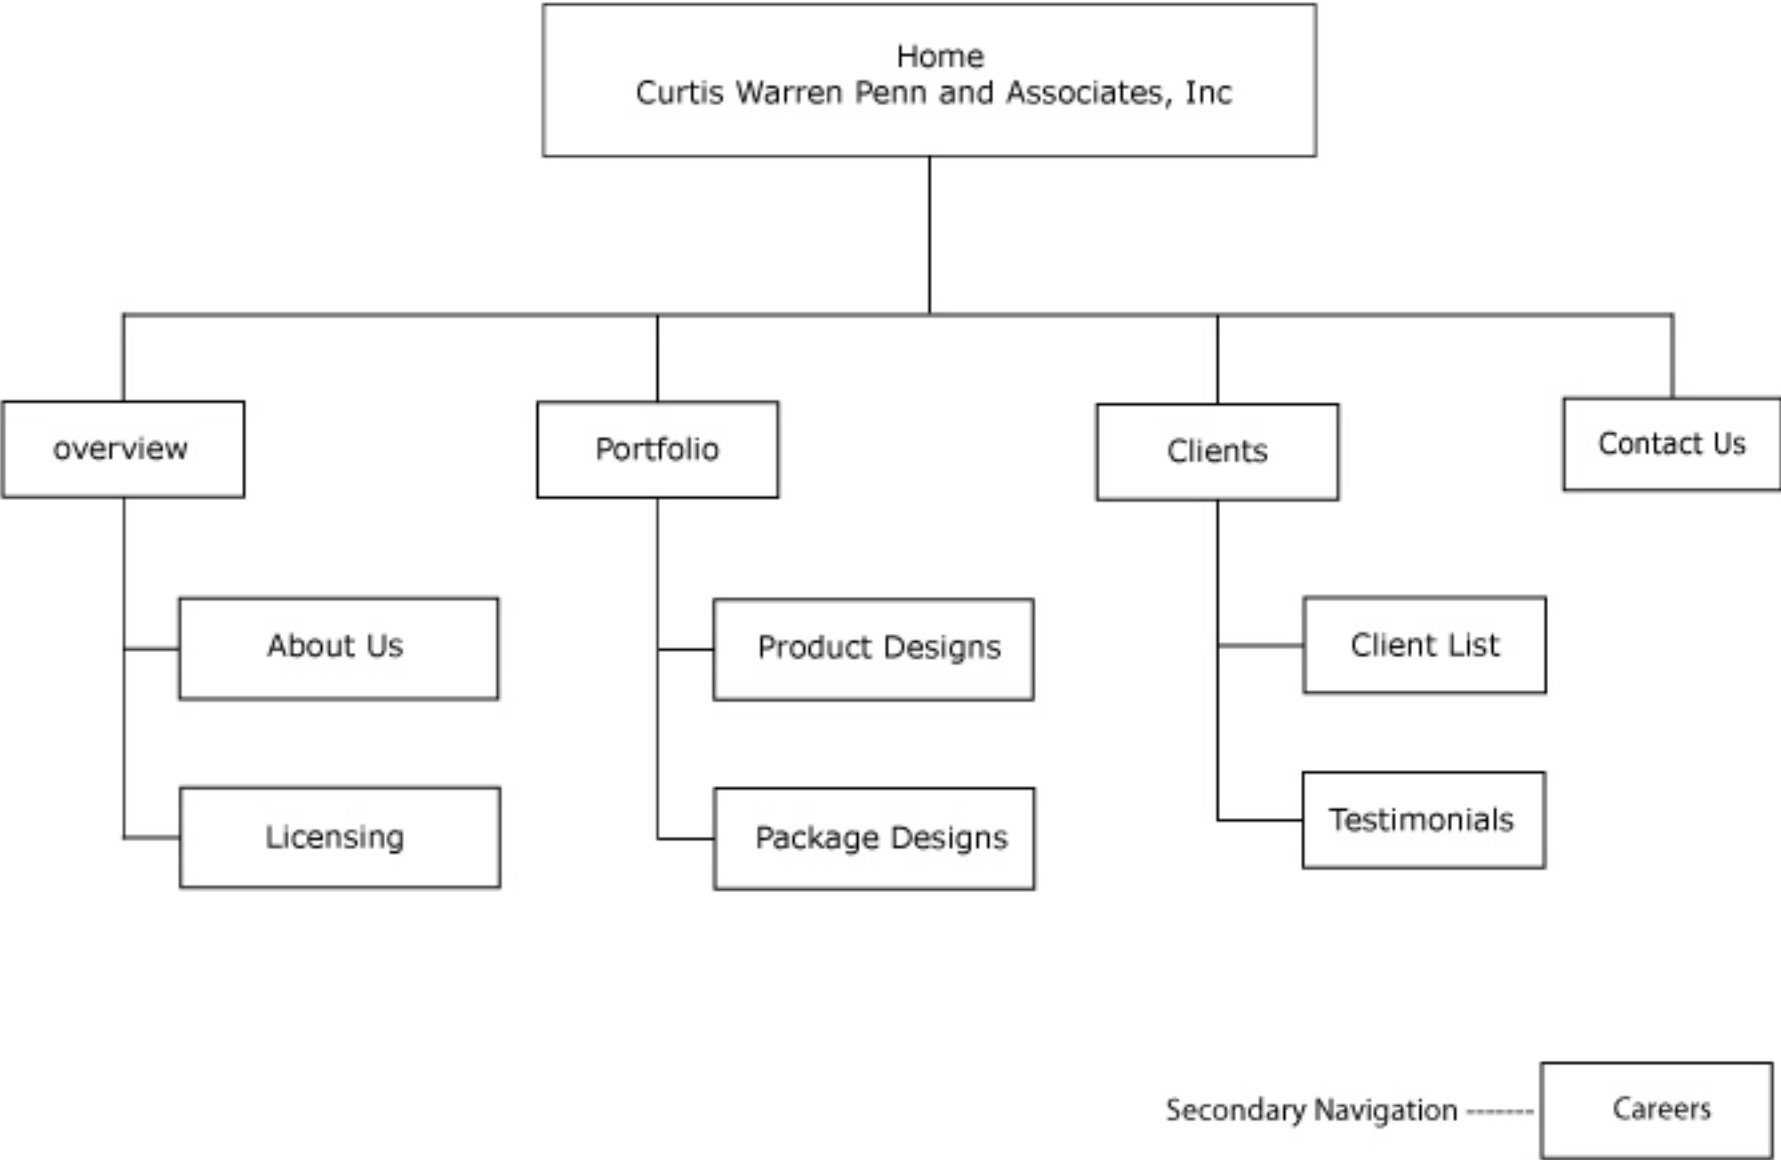 Home
Curtis Warren Penn and Associates, Inc
overview
Portfolio
Clients
Contact Us
About Us
Product Designs
Client List
Licensing
Package Designs
Testimonials
Secondary Navigation -------
Careers